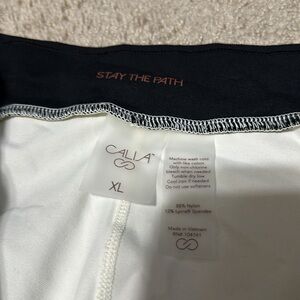 STAY THE PATH
CALIA
XL
Machine wash cold
with like colors
Only non-chlorine
bleach when needed
Tumble dry low
Cool iron if needed
Do not use softeners
88% Nylon
12% Lycra® Spandex
Made in Vietnam
RN# 104741